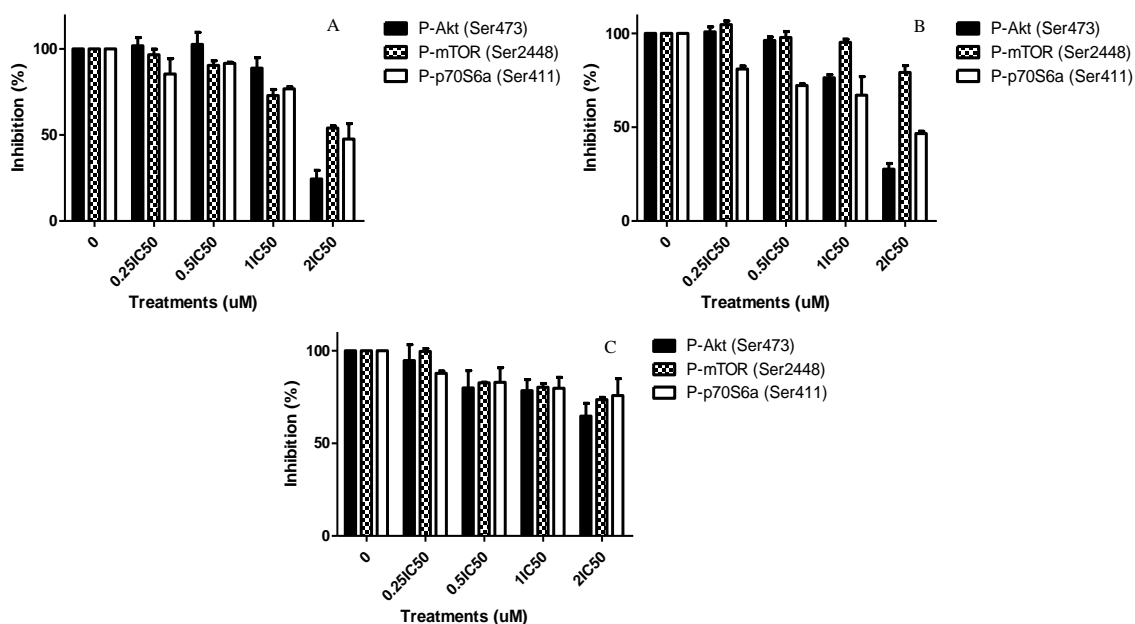 A
P-Akt (Ser473)
P-mTOR (Ser2448)
P-p70S6a (Ser411)
Inhibition (%)
100
50
0
0
0.25IC50
0.5IC50
1IC50
2IC50
Treatments (uM)
B
P-Akt (Ser473)
P-mTOR (Ser2448)
P-p70S6a (Ser411)
Inhibition (%)
100
50
0
0
0.25IC50
0.5IC50
1IC50
2IC50
Treatments (uM)
C
P-Akt (Ser473)
P-mTOR (Ser2448)
P-p70S6a (Ser411)
Inhibition (%)
100
50
0
0
0.25IC50
0.5IC50
1IC50
2IC50
Treatments (uM)